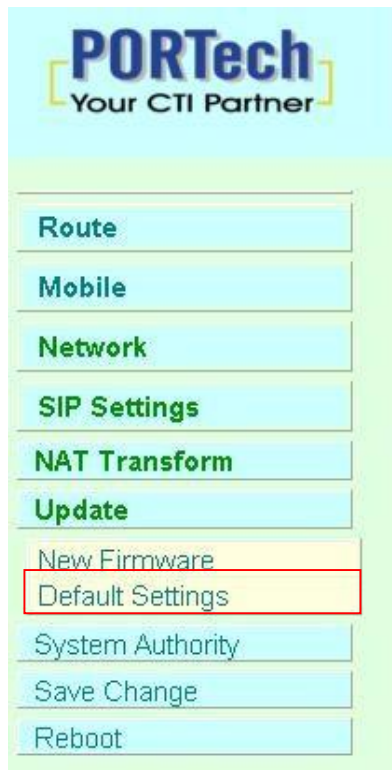 PORTech
Your CTI Partner
Route
Mobile
Network
SIP Settings
NAT Transform
Update
New Firmware
Default Settings
System Authority
Save Change
Reboot